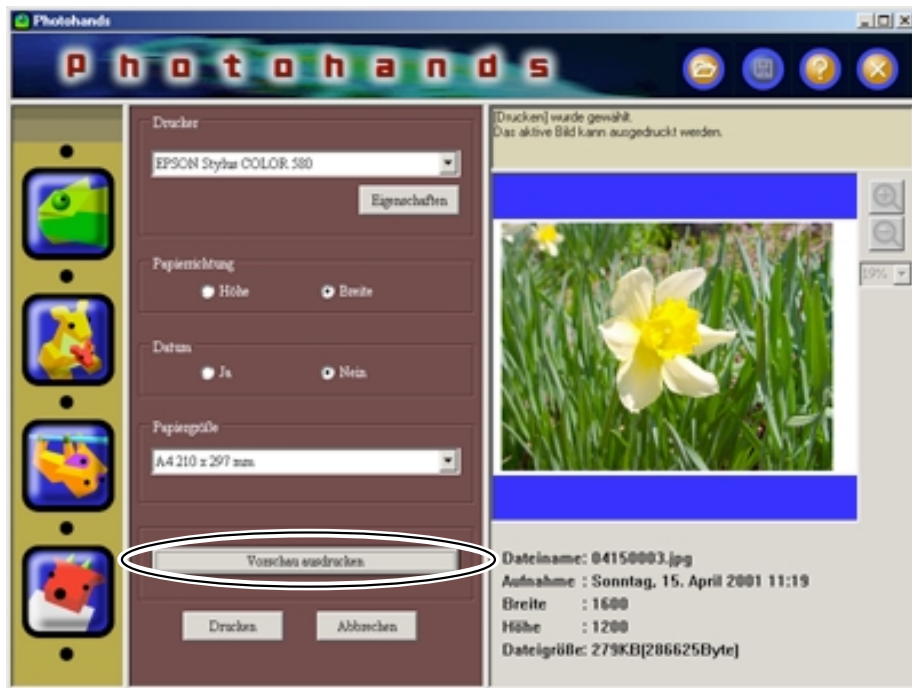 Photohands
Photohands
Drucker
EPSON Stylus COLOR 580
Eigenschaften
Papierrichtung
Höhe
Breite
Datum
Ja
Nein
Papiergröße
A4 210 x 297 mm
Vorschau ausdrucken
Drucken
Abbrechen
[Drucken] wurde gewählt.
Das aktive Bild kann ausgedruckt werden.
19%
Dateiname: 04150003.jpg
Aufnahme : Sonntag, 15. April 2001 11:19
Breite : 1600
Höhe : 1200
Dateigröße: 279KB(286625Byte)